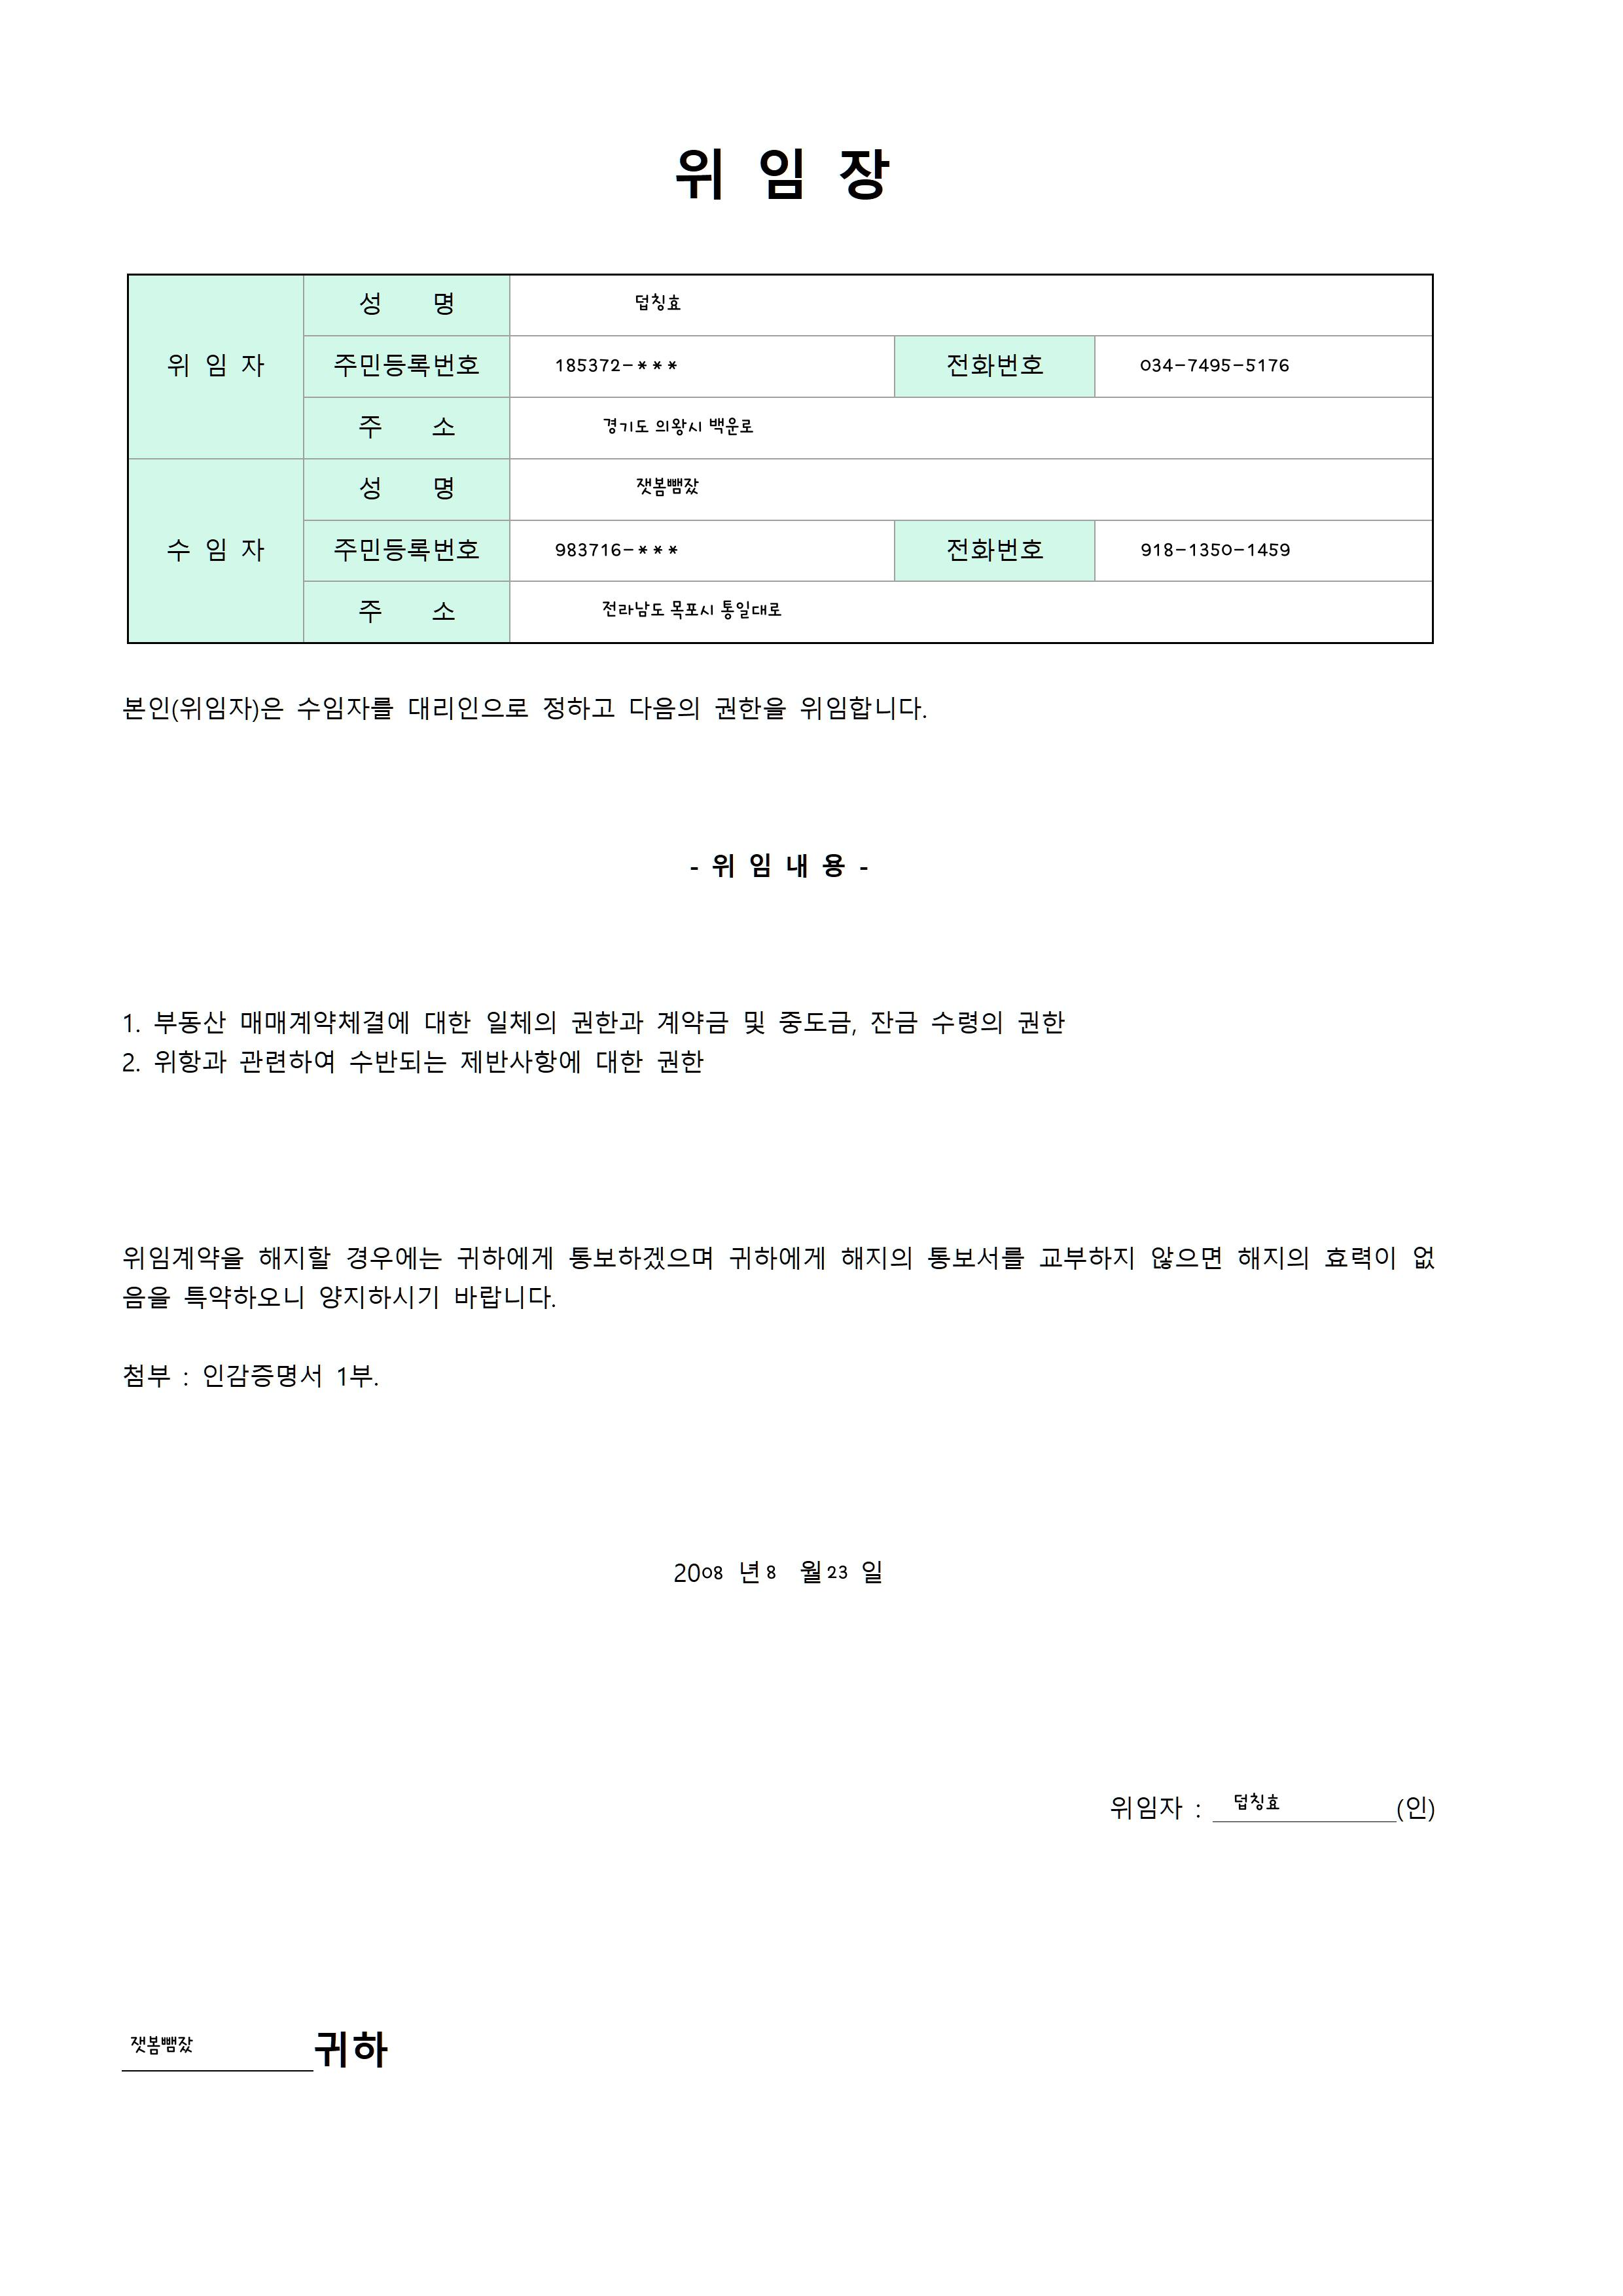 위 임 장
성 명 덥칭효
위 임 자 주민등록번호 185372-*** 전화번호 034-7495-5176
주 소 경기도 의왕시 백운로
성 명 잿봄뺌잤
수 임 자 주민등록번호 983716-*** 전화번호 918-1350-1459
주 소 전라남도 목포시 통일대로
본인(위임자)은 수임자를 대리인으로 정하고 다음의 권한을 위임합니다.
- 위 임 내 용 -
1. 부동산 매매계약체결에 대한 일체의 권한과 계약금 및 중도금, 잔금 수령의 권한
2. 위항과 관련하여 수반되는 제반사항에 대한 권한
위임계약을 해지할 경우에는 귀하에게 통보하겠으며 귀하에게 해지의 통보서를 교부하지 않으면 해지의 효력이 없
음을 특약하오니 양지하시기 바랍니다.
첨부 : 인감증명서 1부.
2008 년 8 월 23 일
위임자 : 덥칭효 (인)
잿봄뺌잤 귀하